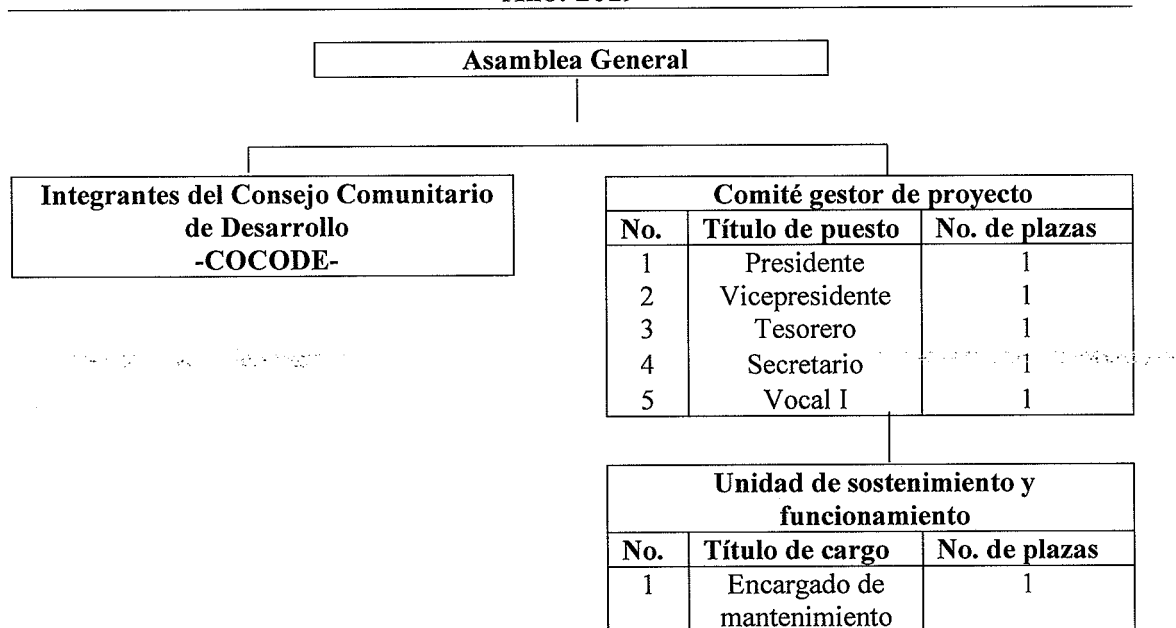 Asamblea General
Integrantes del Consejo Comunitario
de Desarrollo
-COCODE-
Comité gestor de proyecto
No. Título de puesto No. de plazas
1 Presidente 1
2 Vicepresidente 1
3 Tesorero 1
4 Secretario 1
5 Vocal I 1
Unidad de sostenimiento y
funcionamiento
No. Título de cargo No. de plazas
1 Encargado de 1
mantenimiento